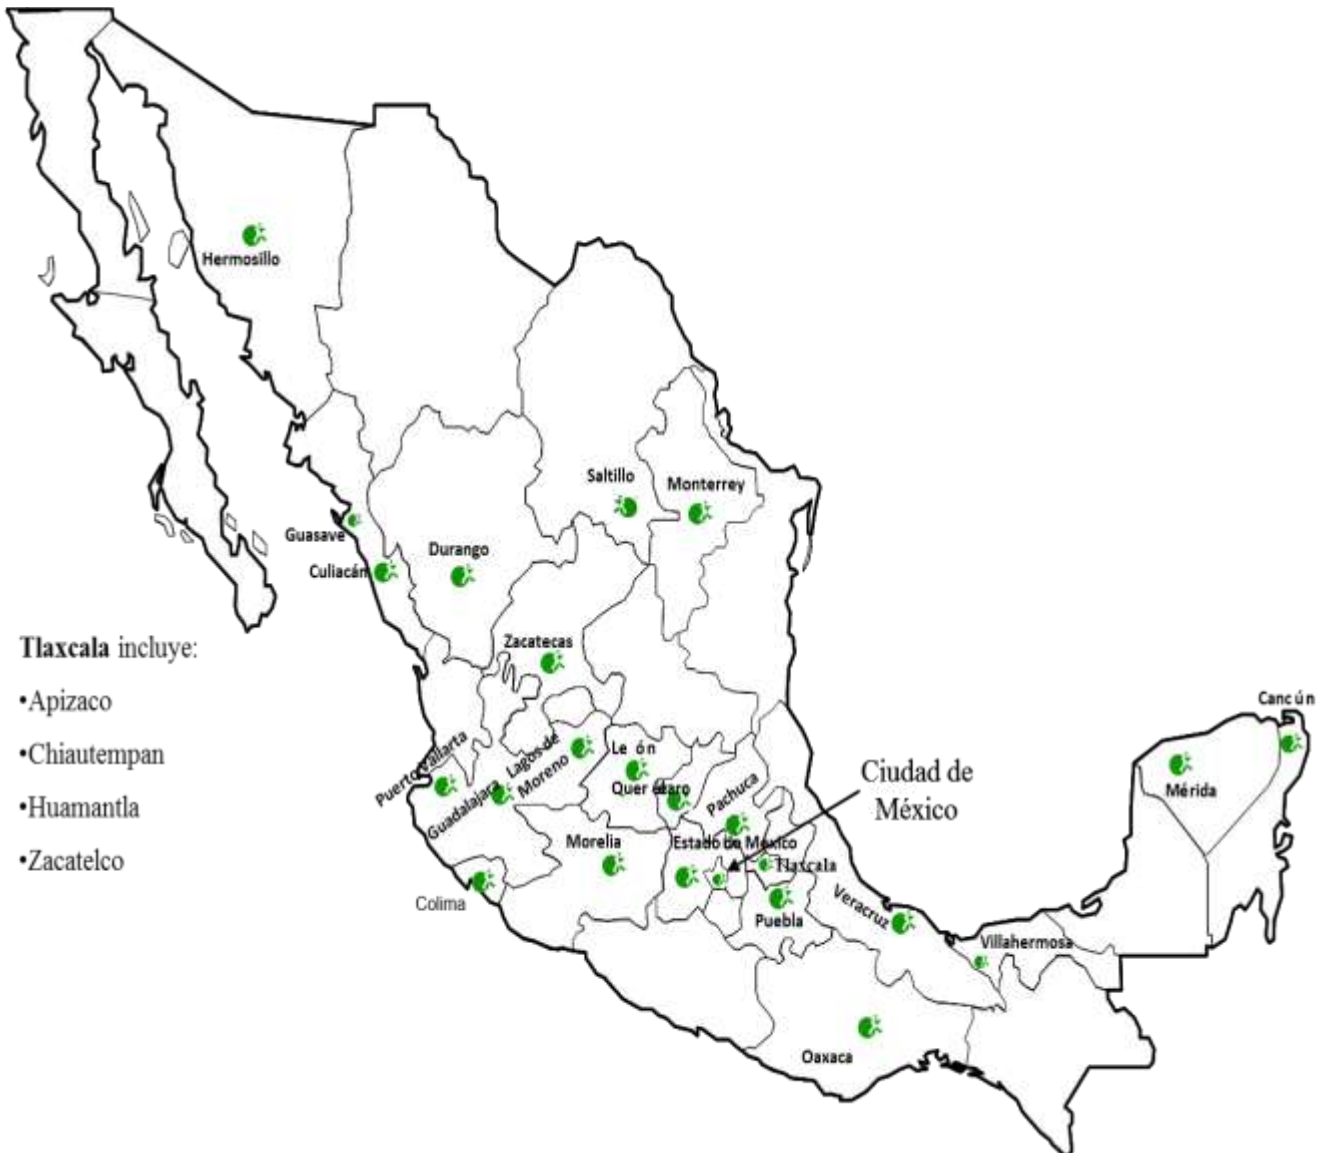 Hermosillo
Saltillo
Monterrey
Guasave
Culiacán
Durango
Tlaxcala incluye:
•Apizaco
•Chiautempan
•Huamantla
•Zacatelco
Zacatecas
Cancún
Puerto Vallarta
Guadalajara
Lagos de
Moreno
Le ón
Quer étaro
Pachuca
Ciudad de
México
Mérida
Morelia
Estado de México
Tlaxcala
Colima
Puebla
Veracruz
Villahermosa
Oaxaca